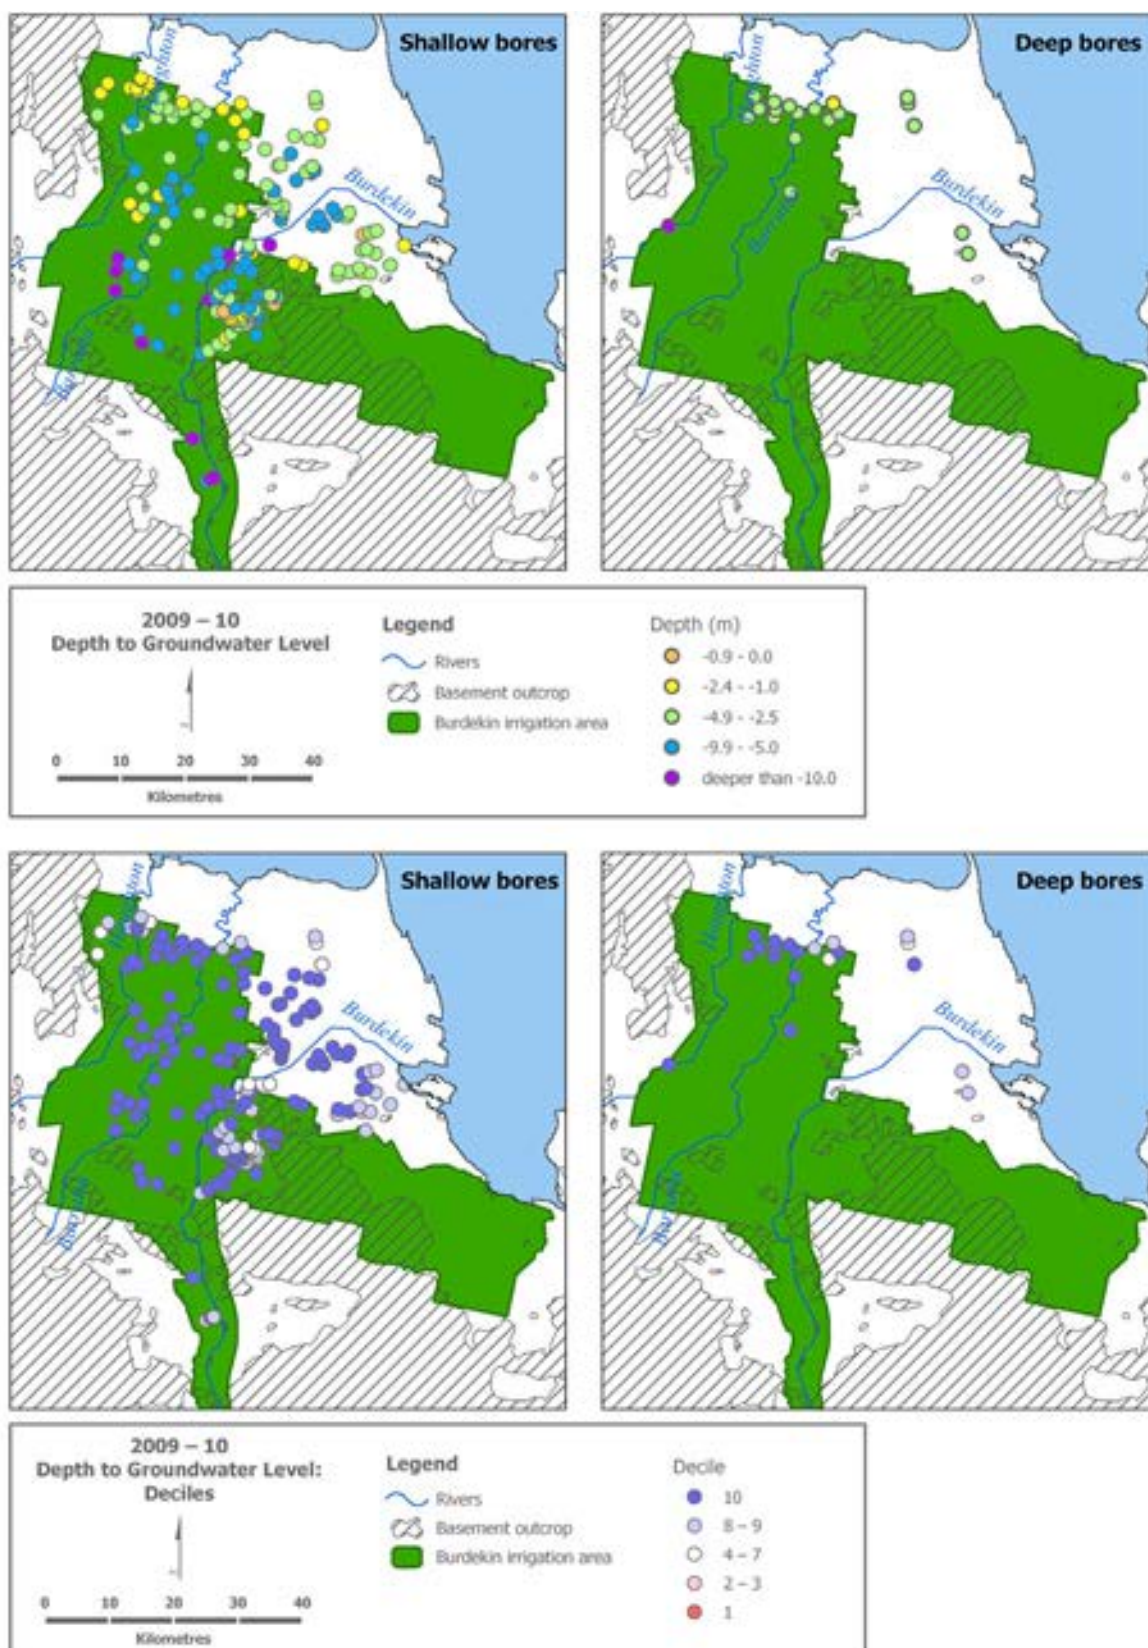 Shallow bores
Deep bores
Burdekin
Burdekin
2009 – 10
Depth to Groundwater Level
Legend
Rivers
Basement outcrop
Burdekin irrigation area
0 10 20 30 40
Kilometres
Depth (m)
-0.9 - 0.0
-2.4 - -1.0
-4.9 - -2.5
-9.9 - -5.0
deeper than -10.0
Shallow bores
Deep bores
Haughton
Burdekin
Burdekin
2009 – 10
Depth to Groundwater Level:
Deciles
Legend
Rivers
Basement outcrop
Burdekin irrigation area
0 10 20 30 40
Kilometres
Decile
10
8 – 9
4 – 7
2 – 3
1